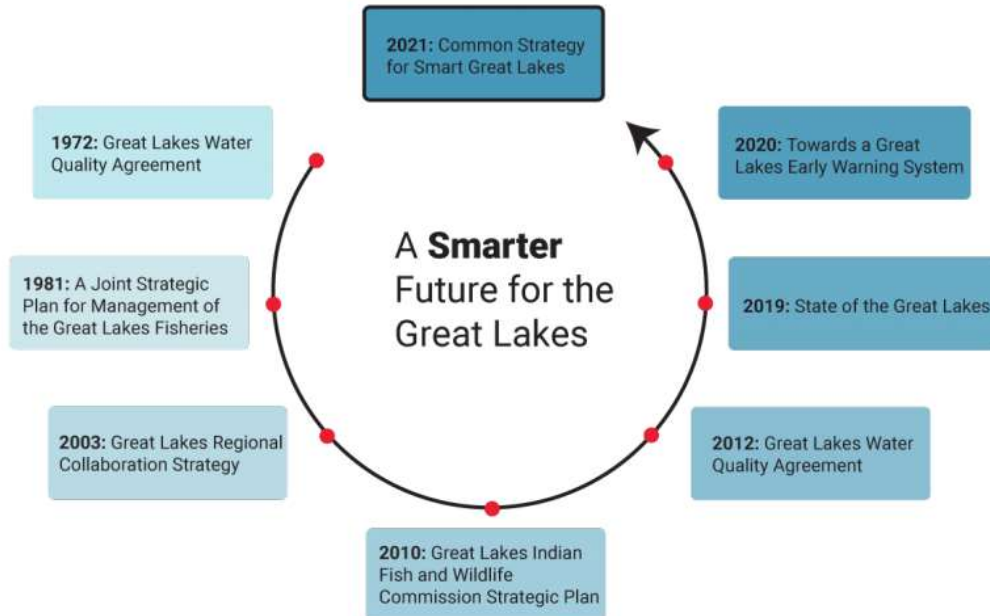 2021: Common Strategy
for Smart Great Lakes
1972: Great Lakes Water
Quality Agreement
2020: Towards a Great
Lakes Early Warning System
A Smarter
Future for the
Great Lakes
1981: A Joint Strategic
Plan for Management of
the Great Lakes Fisheries
2019: State of the Great Lakes
2003: Great Lakes Regional
Collaboration Strategy
2012: Great Lakes Water
Quality Agreement
2010: Great Lakes Indian
Fish and Wildlife
Commission Strategic Plan